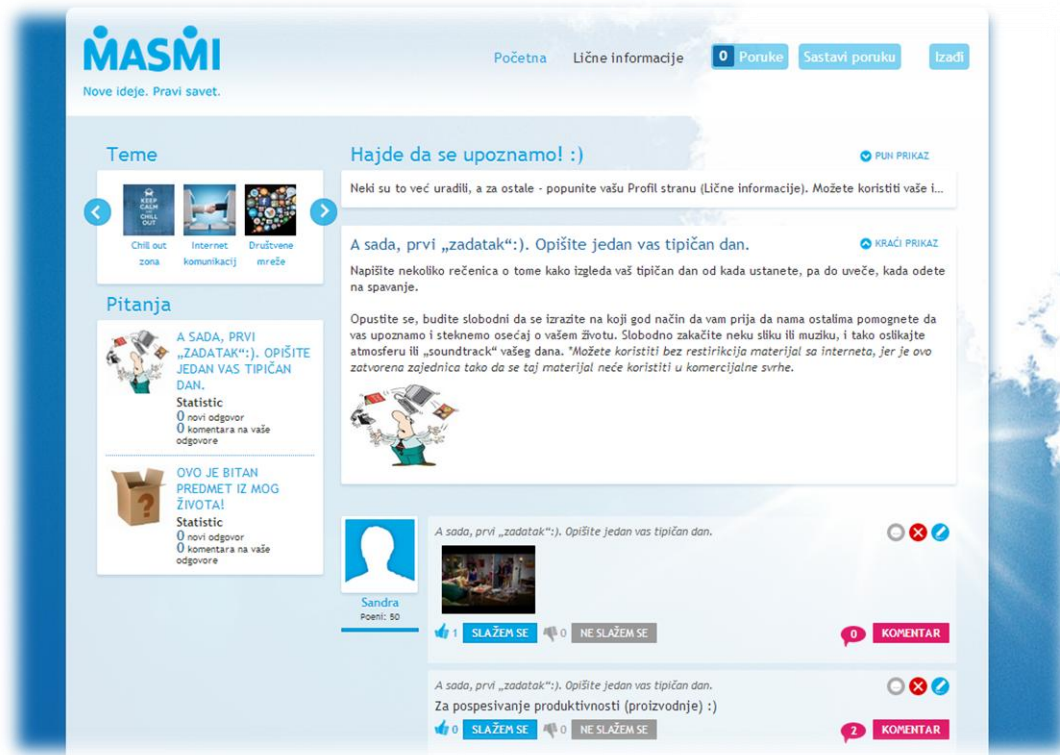 MASMI
Nove ideje. Pravi savet.
Početna Lične informacije 0 Poruke Sastavi poruku Izađi
Teme
KEEP
CALM
AND
CHILL
OUT
Chill out
zona
Internet
komunikacij
Društvene
mreže
Pitanja
A SADA, PRVI
„ZADATAK“:). OPIŠITE
JEDAN VAS TIPIČAN
DAN.
Statistic
0 novi odgovor
0 komentara na vaše
odgovore
OVO JE BITAN
PREDMET IZ MOG
ŽIVOTA!
Statistic
0 novi odgovor
0 komentara na vaše
odgovore
Hajde da se upoznamo! :)
PUN PRIKAZ
Neki su to već uradili, a za ostale - popunite vašu Profil stranu (Lične informacije). Možete koristiti vaše i...
A sada, prvi „zadatak“:). Opišite jedan vas tipičan dan.
KRAĆI PRIKAZ
Napišite nekoliko rečenica o tome kako izgleda vaš tipičan dan od kada ustanete, pa do uveče, kada odete
na spavanje.
Opustite se, budite slobodni da se izrazite na koji god način da vam prija da nama ostalima pomognete da
vas upoznamo i steknemo osećaj o vašem životu. Slobodno zakačite neku sliku ili muziku, i tako oslikajte
atmosferu ili „soundtrack“ vašeg dana. *Možete koristiti bez restirikcija materijal sa interneta, jer je ovo
zatvorena zajednica tako da se taj materijal neće koristiti u komercijalne svrhe.
Sandra
Poeni: 50
A sada, prvi „zadatak“:). Opišite jedan vas tipičan dan.
1 SLAŽEM SE 0 NE SLAŽEM SE 0 KOMENTAR
A sada, prvi „zadatak“:). Opišite jedan vas tipičan dan.
Za pospesivanje produktivnosti (proizvodnje) :)
0 SLAŽEM SE 0 NE SLAŽEM SE 2 KOMENTAR